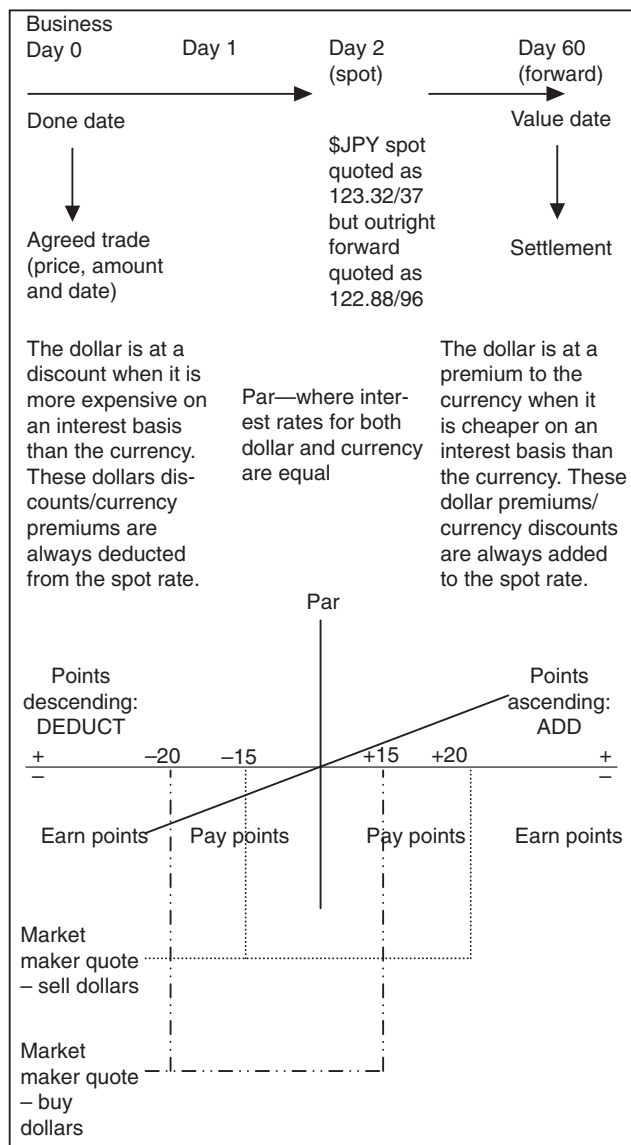 Business
Day 0
Day 1
Day 2
(spot)
Day 60
(forward)
Done date
Value date
$JPY spot
quoted as
123.32/37
but outright
forward
quoted as
122.88/96
Agreed trade
(price, amount
and date)
Settlement
The dollar is at a
discount when it is
more expensive on
an interest basis
than the currency.
These dollars dis-
counts/currency
premiums are
always deducted
from the spot rate.
Par—where inter-
est rates for both
dollar and currency
are equal
The dollar is at a
premium to the
currency when it
is cheaper on an
interest basis than
the currency. These
dollar premiums/
currency discounts
are always added
to the spot rate.
Par
Points
descending:
DEDUCT
Points
ascending:
ADD
+
–
–20
–15
+15
+20
+
–
Earn points
Pay points
Pay points
Earn points
Market
maker quote
– sell dollars
Market
maker quote
– buy
dollars